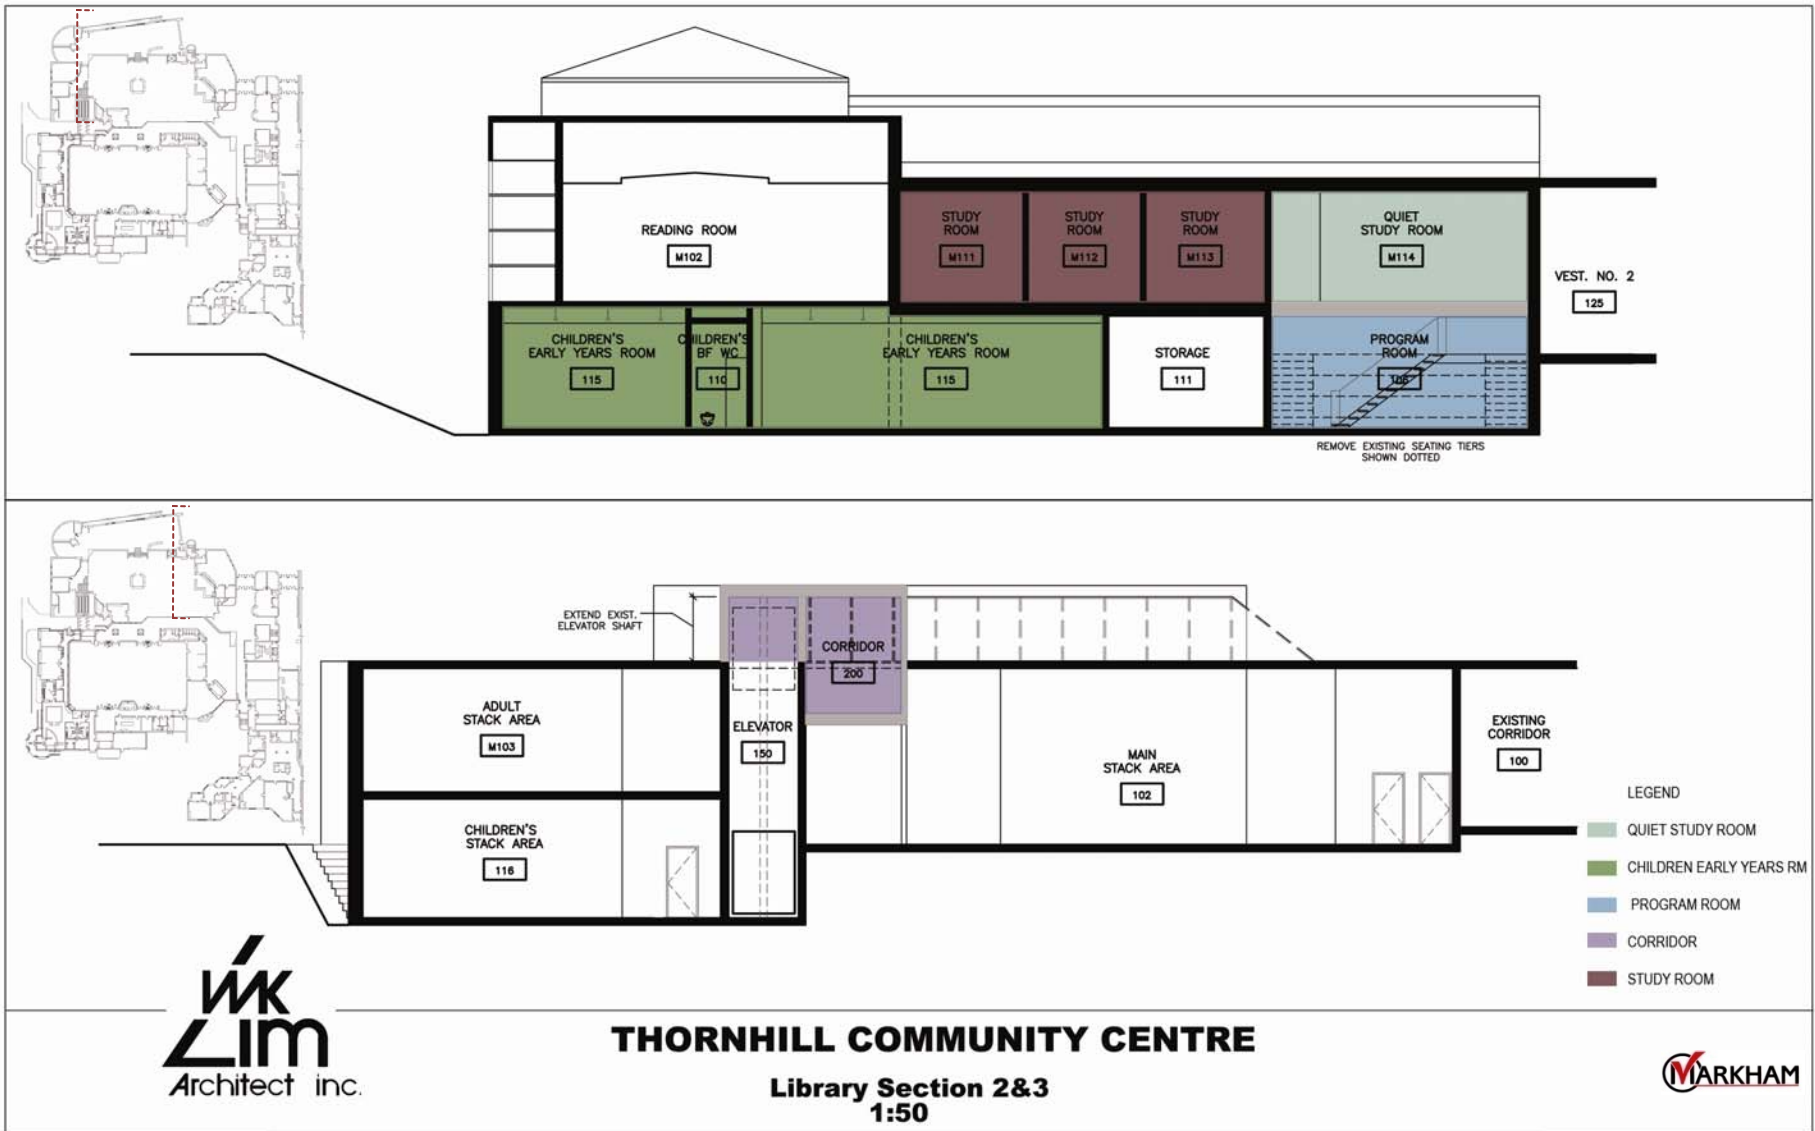 READING ROOM
M102
STUDY
ROOM
M111
STUDY
ROOM
M112
STUDY
ROOM
M113
QUIET
STUDY ROOM
M114
VEST. NO. 2
125
CHILDREN'S
EARLY YEARS ROOM
115
CHILDREN'S
BF WC
110
CHILDREN'S
EARLY YEARS ROOM
115
STORAGE
111
PROGRAM
ROOM
106
REMOVE EXISTING SEATING TIERS
SHOWN DOTTED
EXTEND EXIST.
ELEVATOR SHAFT
CORRIDOR
200
ADULT
STACK AREA
M103
ELEVATOR
150
MAIN
STACK AREA
102
EXISTING
CORRIDOR
100
CHILDREN'S
STACK AREA
116
LEGEND
QUIET STUDY ROOM
CHILDREN EARLY YEARS RM
PROGRAM ROOM
CORRIDOR
STUDY ROOM
WK
LIM
Architect inc.
THORNHILL COMMUNITY CENTRE
Library Section 2&3
1:50
MARKHAM